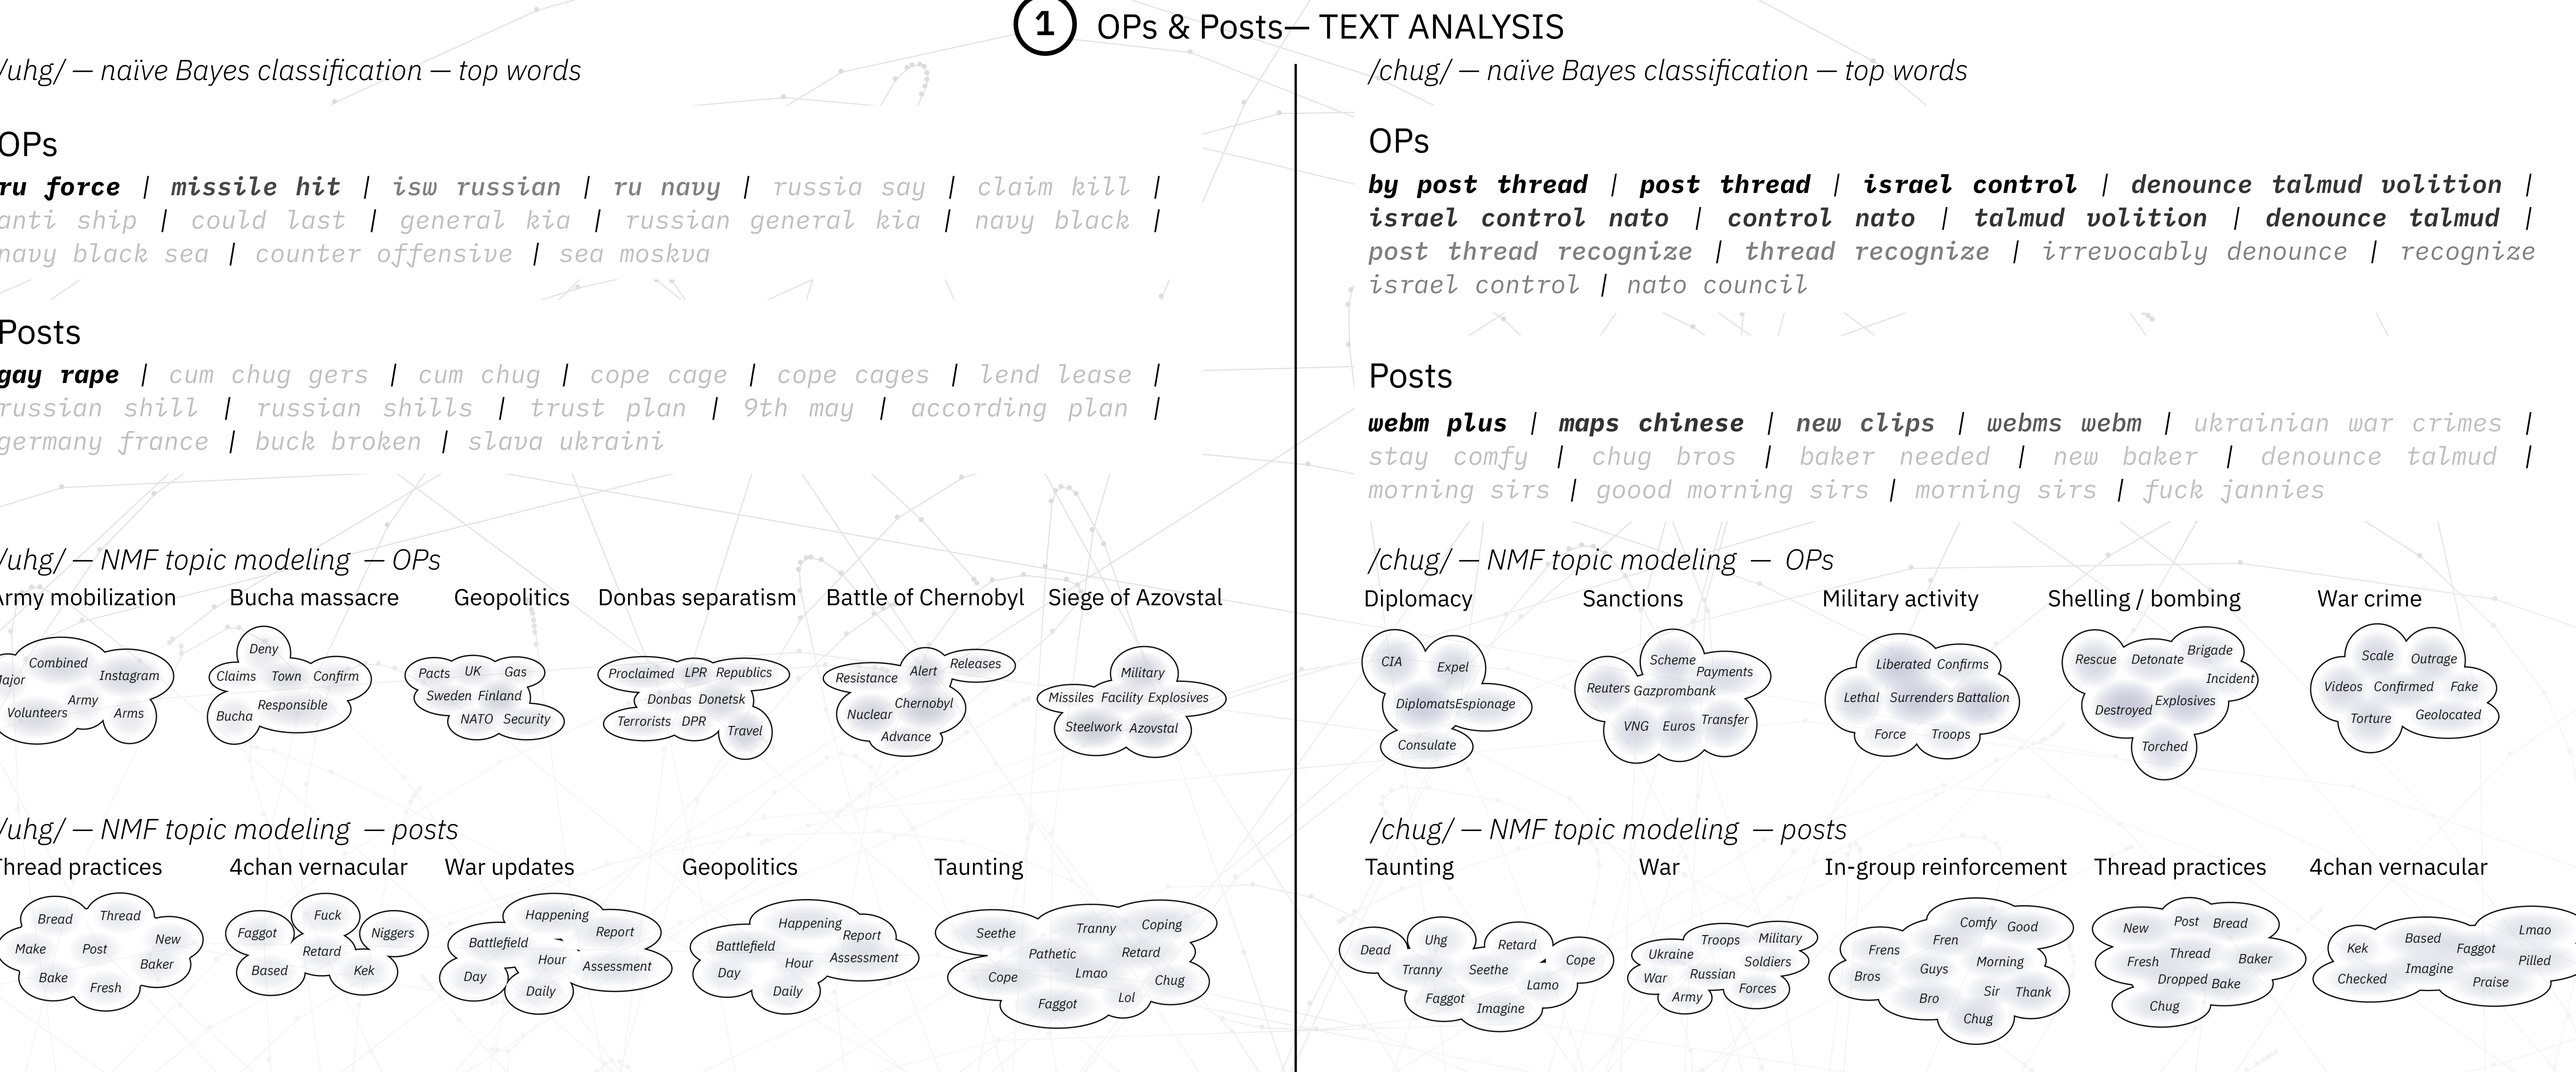 1 OPs & Posts— TEXT ANALYSIS
/uhg/ — naïve Bayes classification — top words
OPs
ru force | missile hit | isw russian | ru navy | russia say | claim kill |
anti ship | could last | general kia | russian general kia | navy black |
navy black sea | counter offensive | sea moskva
Posts
gay rape | cum chug gers | cum chug | cope cage | cope cages | lend lease |
russian shill | russian shills | trust plan | 9th may | according plan |
germany france | buck broken | slava ukraini
/uhg/ — NMF topic modeling — OPs
Army mobilization
Combined
Major
Instagram
Army
Volunteers
Arms
Bucha massacre
Deny
Claims Town Confirm
Responsible
Bucha
Geopolitics
Pacts UK Gas
Sweden Finland
NATO Security
Donbas separatism
Proclaimed LPR Republics
Donbas Donetsk
Terrorists DPR
Travel
Battle of Chernobyl
Releases
Alert
Resistance
Chernobyl
Nuclear
Advance
Siege of Azovstal
Military
Missiles Facility Explosives
Steelwork Azovstal
/uhg/ — NMF topic modeling — posts
Thread practices
Bread Thread
Make Post New
Baker
Bake
Fresh
4chan vernacular
Fuck
Faggot Niggers
Retard
Based Kek
War updates
Happening
Report
Battlefield
Hour
Assessment
Day
Daily
Geopolitics
Happening
Report
Battlefield
Assessment
Hour
Day
Daily
Taunting
Seethe Tranny Coping
Pathetic Retard
Cope Lmao Chug
Faggot Lol
/chug/ — naïve Bayes classification — top words
OPs
by post thread | post thread | israel control | denounce talmud volition |
israel control nato | control nato | talmud volition | denounce talmud |
post thread recognize | thread recognize | irrevocably denounce | recognize
israel control | nato council
Posts
webm plus | maps chinese | new clips | webms webm | ukrainian war crimes |
stay comfy | chug bros | baker needed | new baker | denounce talmud |
morning sirs | goood morning sirs | morning sirs | fuck jannies
/chug/ — NMF topic modeling — OPs
Diplomacy
CIA Expel
Diplomats Espionage
Consulate
Sanctions
Scheme
Payments
Reuters Gazprombank
VNG Euros Transfer
Military activity
Liberated Confirms
Lethal Surrenders Battalion
Force Troops
Shelling / bombing
Brigade
Rescue Detonate
Incident
Explosives
Destroyed
Torched
War crime
Scale Outrage
Videos Confirmed Fake
Torture Geolocated
/chug/ — NMF topic modeling — posts
Taunting
Uhg
Dead Retard
Cope
Tranny Seethe
Lamo
Faggot
Imagine
War
Troops Military
Ukraine
Soldiers
War Russian
Forces
Army
In-group reinforcement
Comfy Good
Fren
Frens
Morning
Guys
Bros
Sir Thank
Bro
Chug
Thread practices
New Post Bread
Thread
Fresh Baker
Dropped Bake
Chug
4chan vernacular
Lmao
Based
Kek Faggot
Pilled
Imagine
Checked Praise